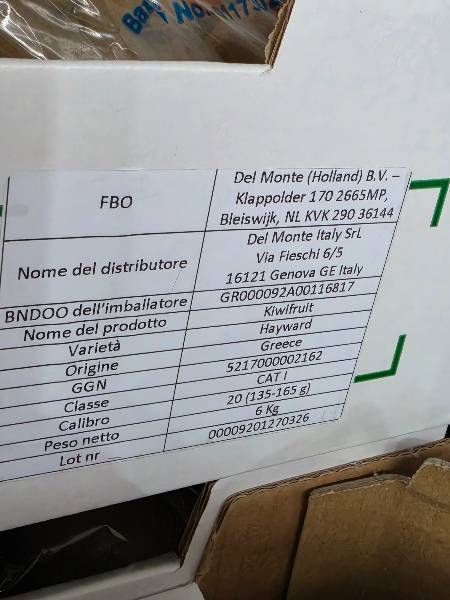 No.
FBO
Del Monte (Holland) B.V. –
Klappolder 170 2665MP,
Bleiswijk, NL KVK 290 36144
Nome del distributore
Del Monte Italy Srl
Via Fieschi 6/5
16121 Genova GE Italy
BNDOO dell'imballatore GR000092A00116817
Nome del prodotto Kiwifruit
Varietà Hayward
Origine Greece
GGN 5217000002162
Classe CAT I
Calibro 20 (135-165 g)
Peso netto 6 Kg
Lot nr 00009201270326